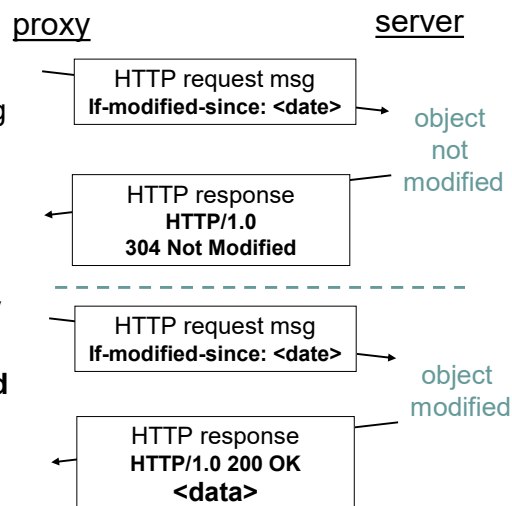 proxy
server
HTTP request msg
If-modified-since: <date>
g
object
not
modified
HTTP response
HTTP/1.0
304 Not Modified
HTTP request msg
If-modified-since: <date>
d
object
modified
HTTP response
HTTP/1.0 200 OK
<data>